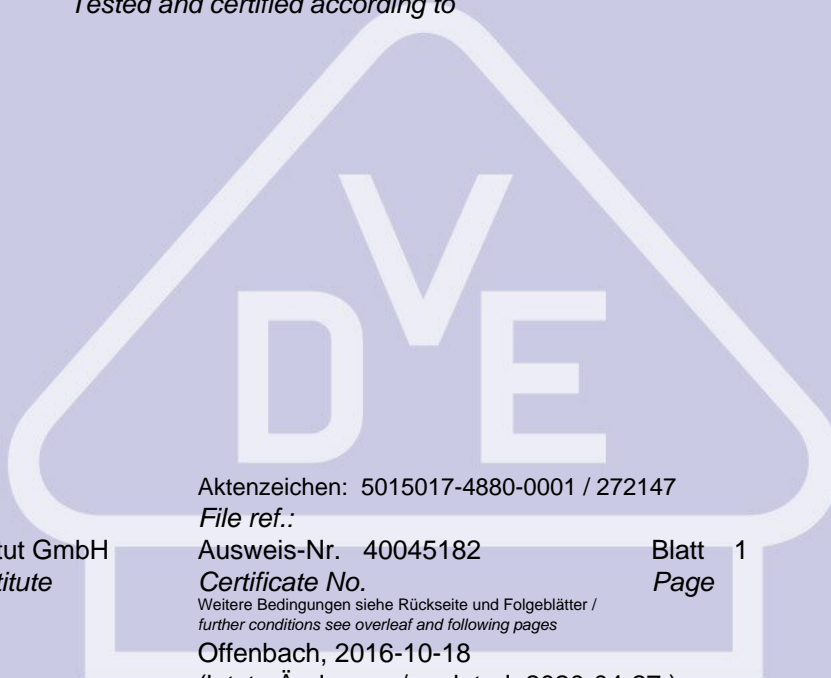 Tested and certified according to
VDE
Aktenzeichen: 5015017-4880-0001 / 272147
File ref.:
tut GmbH Ausweis-Nr. 40045182 Blatt 1
titute Certificate No. Page
Weitere Bedingungen siehe Rückseite und Folgeblätter /
further conditions see overleaf and following pages
Offenbach, 2016-10-18